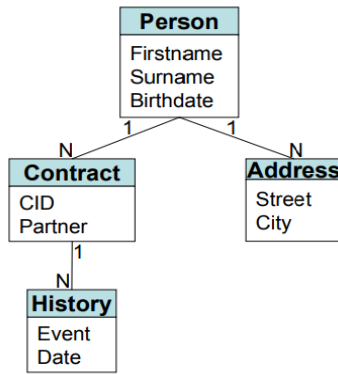 Person
Firstname
Surname
Birthdate
1 1
N N
Contract Address
CID Street
Partner City
1
N
History
Event
Date